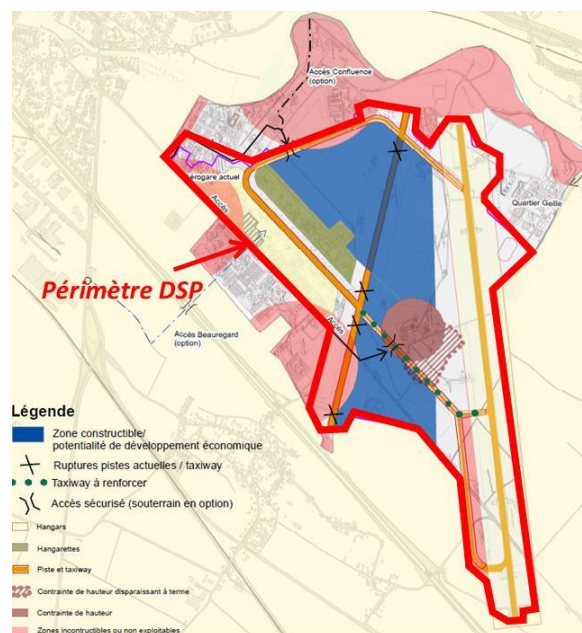 Accès Confluence
(option)
érogare actuel
Quartier Geille
Accès
Périmètre DSP
Accès
Accès Beauregard
(option)
Légende
Zone constructible/
potentialité de développement économique
Ruptures pistes actuelles / taxiway
Taxiway à renforcer
Accès sécurisé (souterrain en option)
Hangars
Hangarettes
Piste et taxiway
Contrainte de hauteur disparaissant à terme
Contrainte de hauteur
Zones inconstructibles ou non exploitables